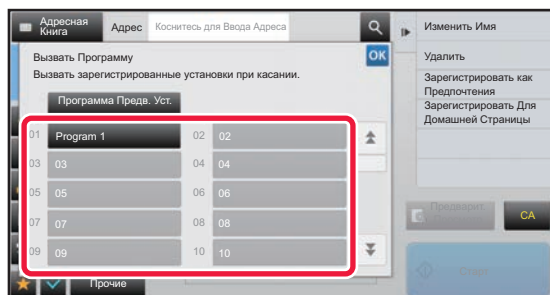 Адресная
Книга
Адрес
Коснитесь для Ввода Адреса
Изменить Имя
Вызвать Программу
OK
Удалить
Вызвать зарегистрированные установки при касании.
Зарегистрировать как
Предпочтения
Программа Предв. Уст.
Зарегистрировать Для
Домашней Страницы
01 Program 1
02 02
03 03
04 04
05 05
06 06
07 07
08 08
Предварит.
CA
09 09
10 10
Прочие